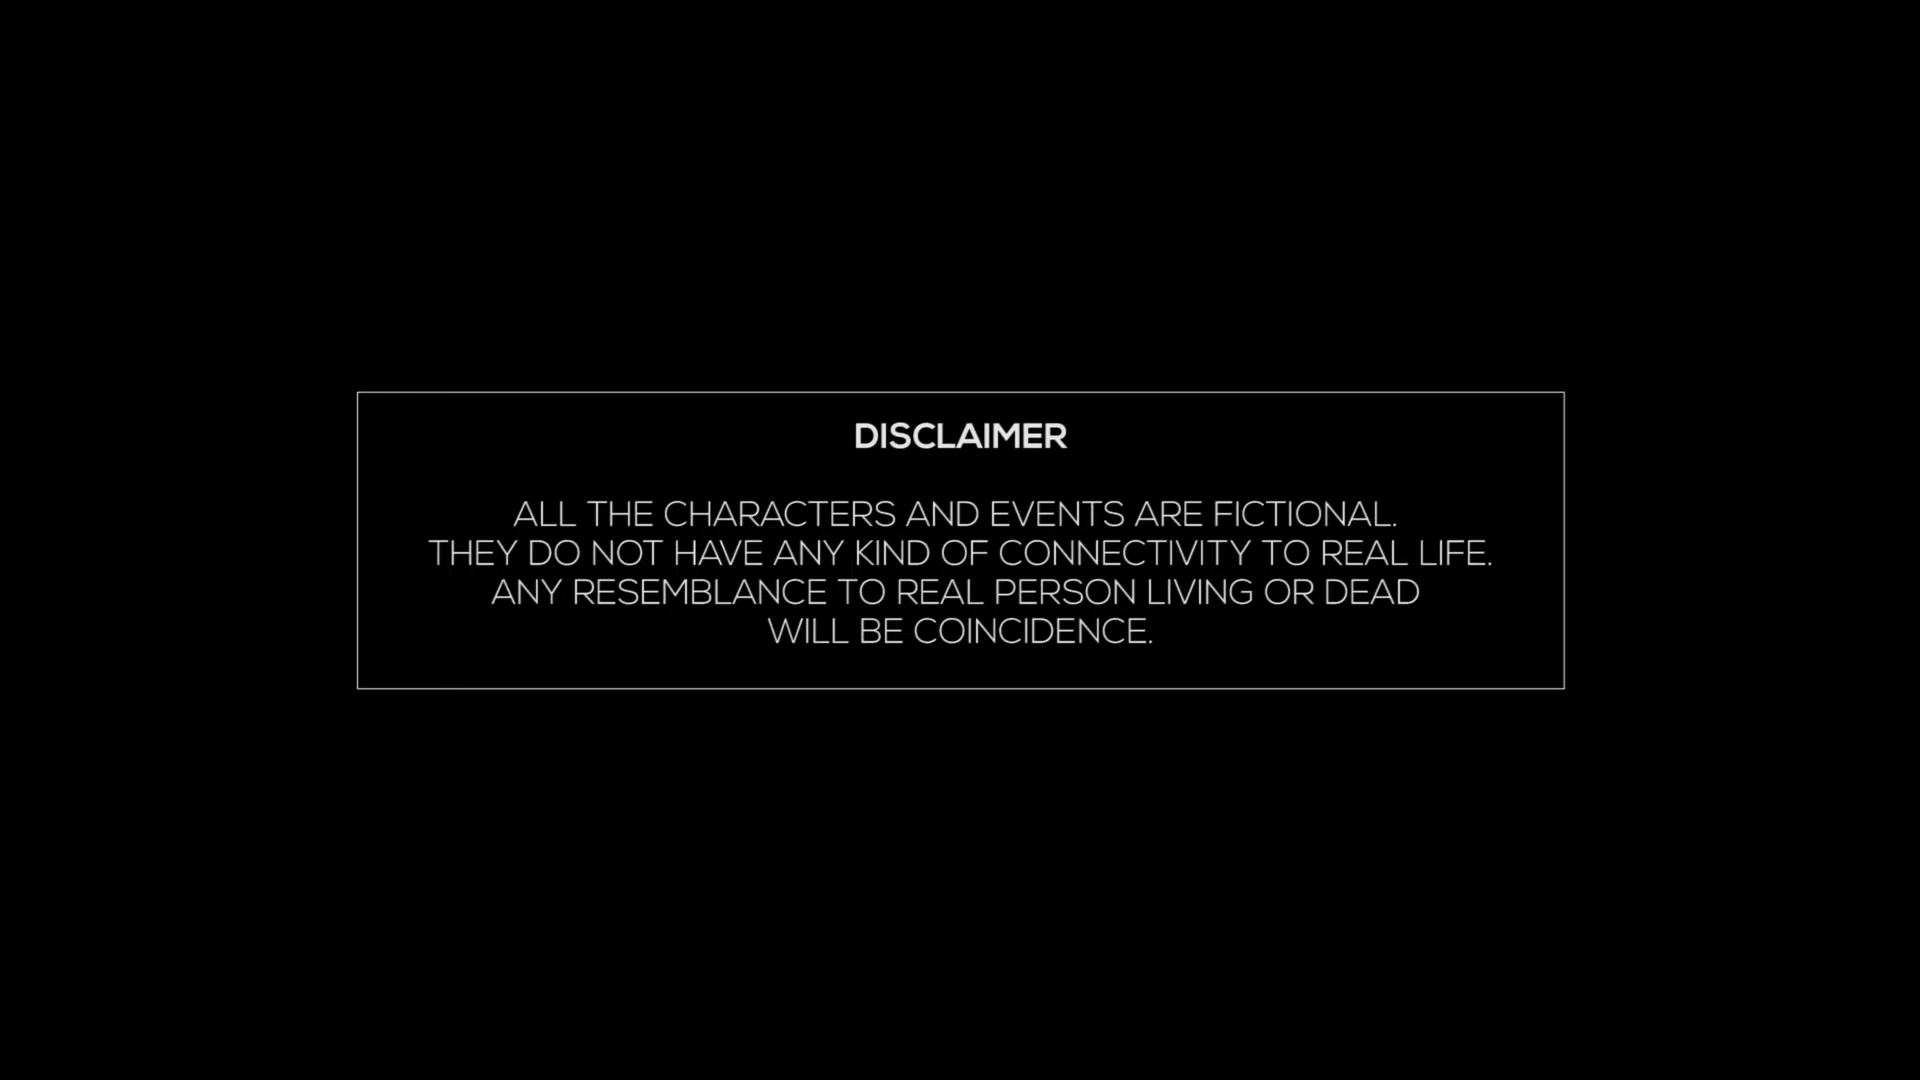 DISCLAIMER
ALL THE CHARACTERS AND EVENTS ARE FICTIONAL.
THEY DO NOT HAVE ANY KIND OF CONNECTIVITY TO REAL LIFE.
ANY RESEMBLANCE TO REAL PERSON LIVING OR DEAD
WILL BE COINCIDENCE.